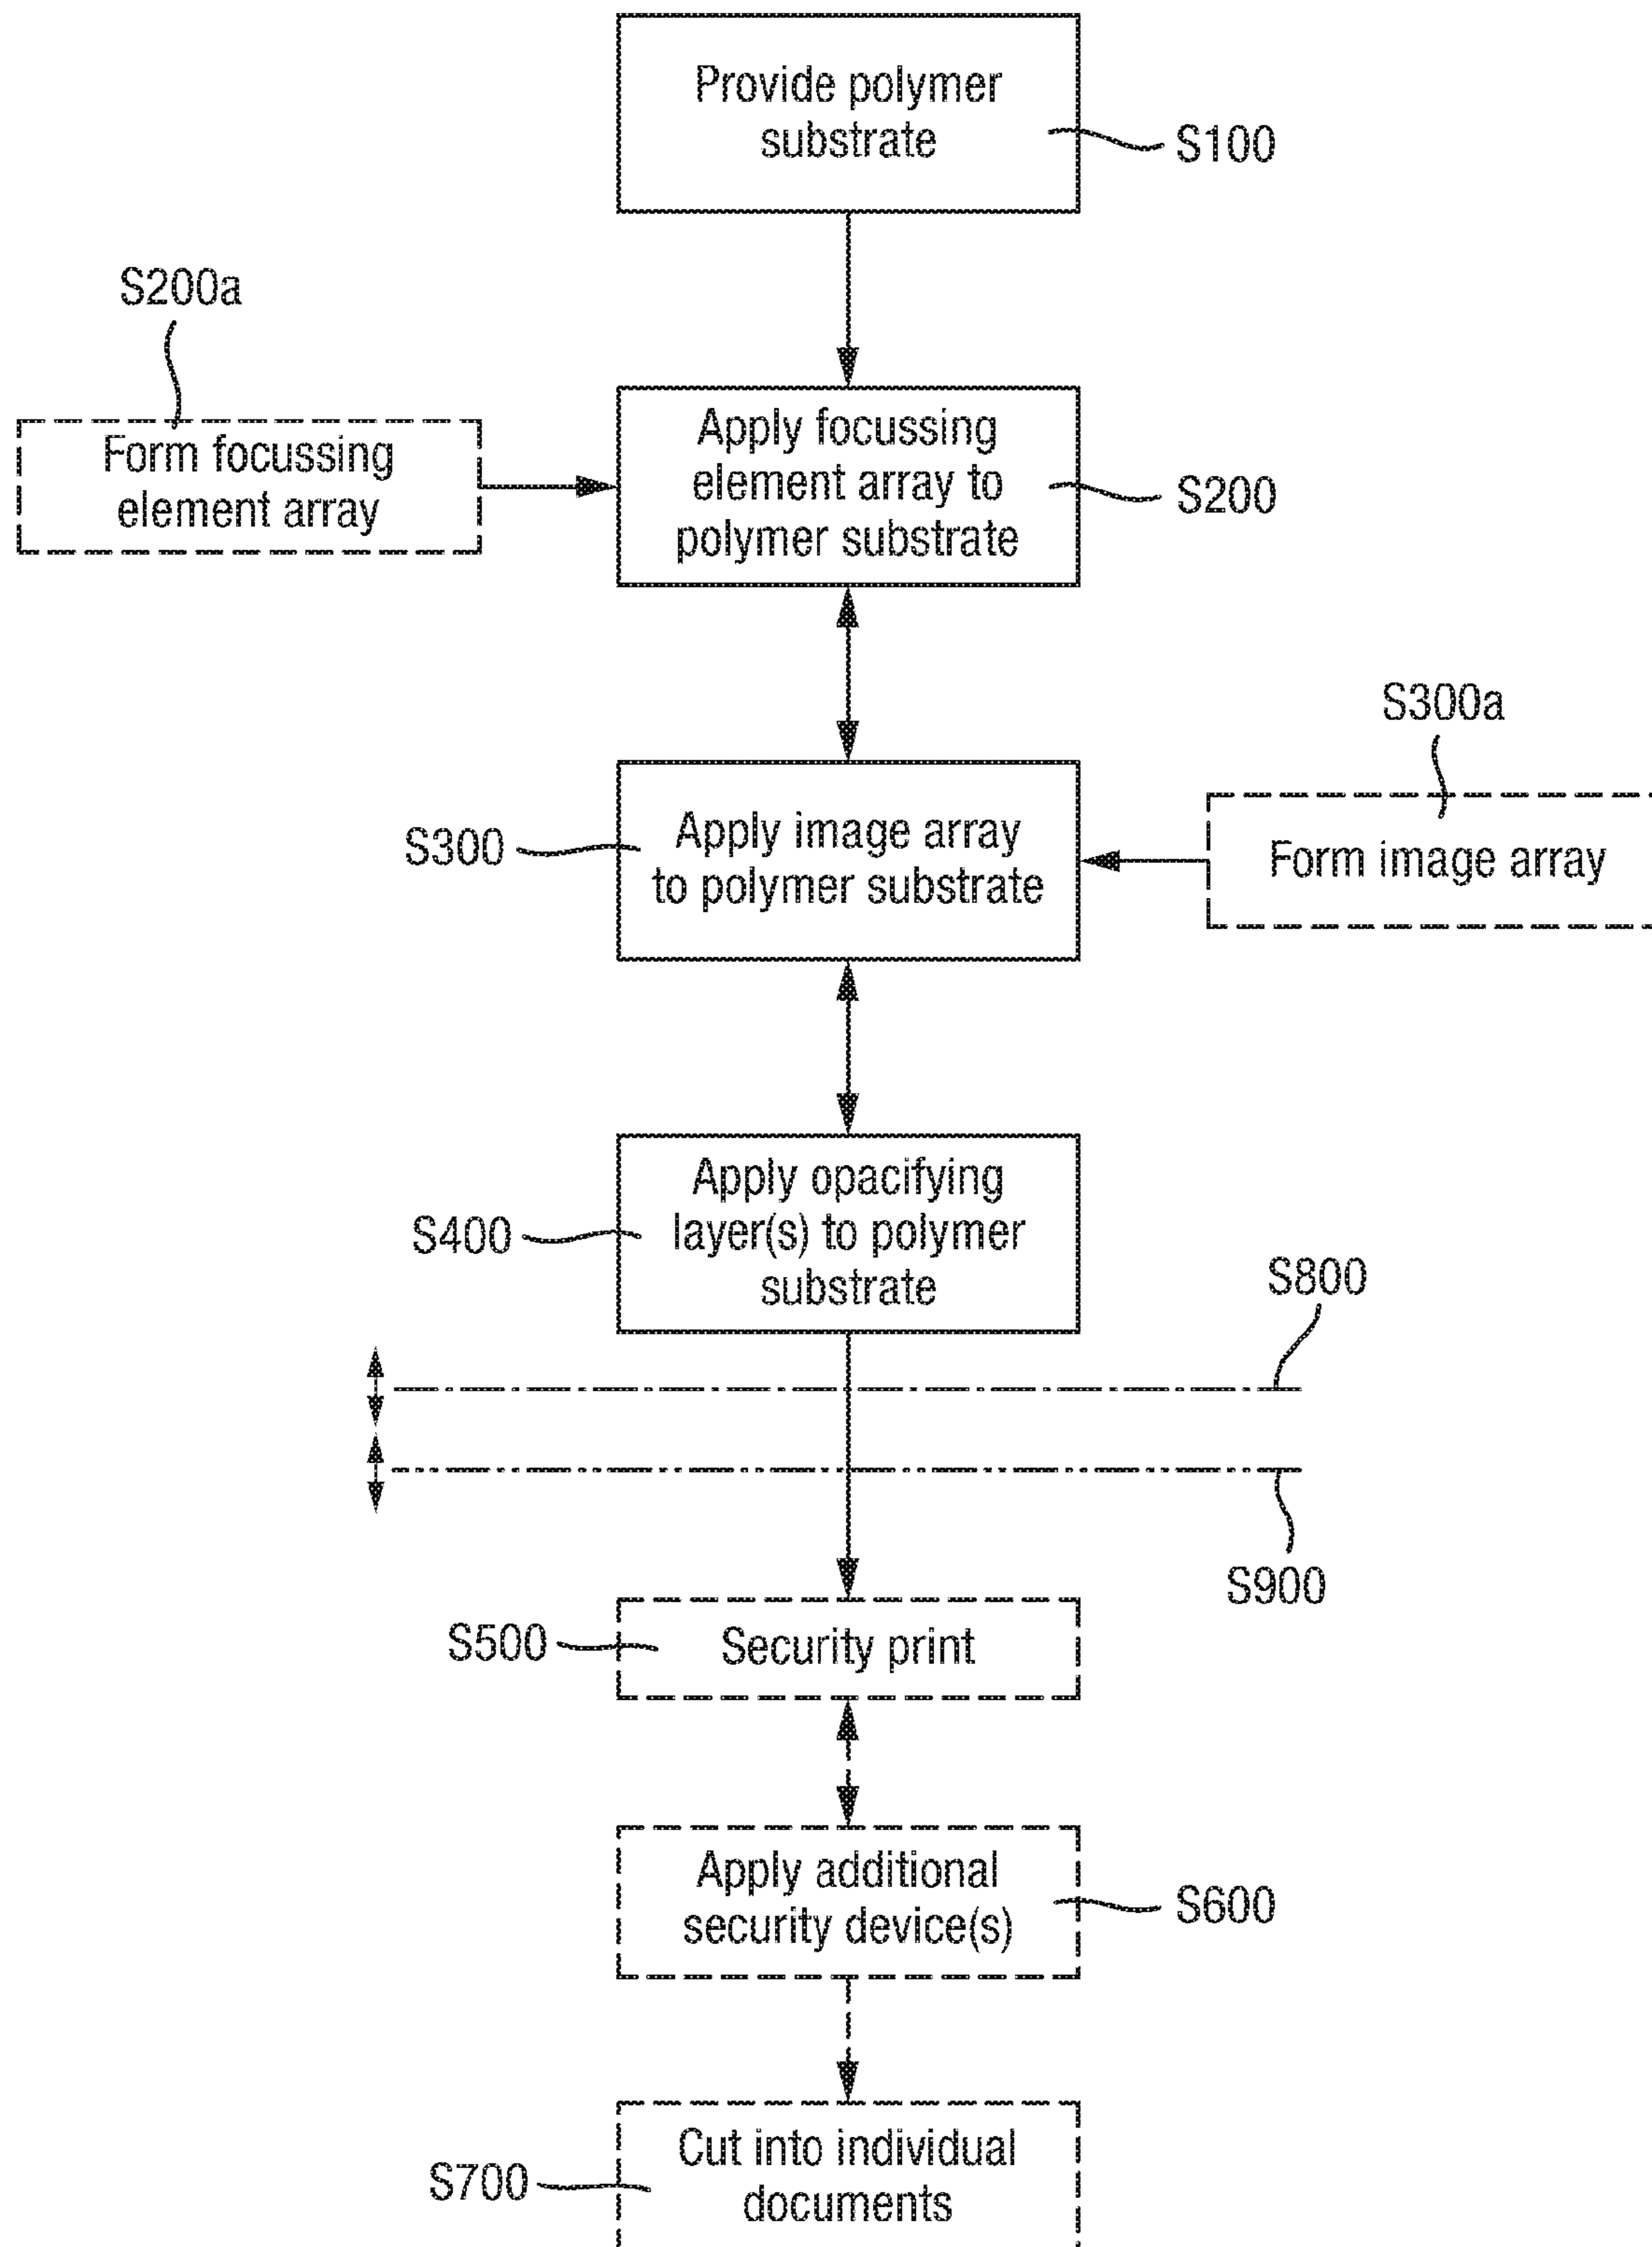 Provide polymer
substrate
S100
S200a
Form focussing
element array
Apply focussing
element array to
polymer substrate
S200
S300a
S300
Apply image array
to polymer substrate
Form image array
Apply opacifying
layer(s) to polymer
substrate
S400
S800
S900
S500
Security print
Apply additional
security device(s)
S600
S700
Cut into individual
documents